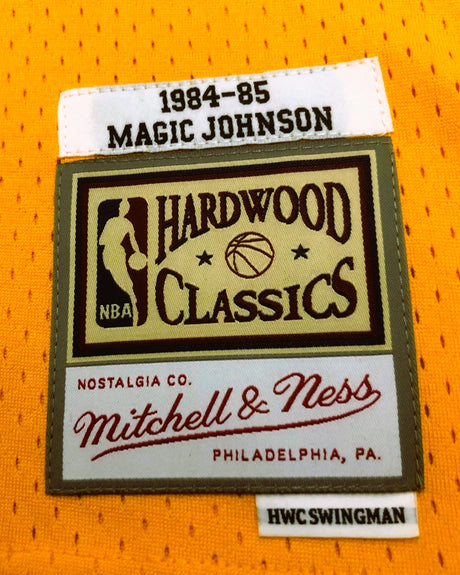 1984-85
MAGIC JOHNSON
HARDWOOD
CLASSICS
NBA
NOSTALGIA CO.
Mitchell & Ness
PHILADELPHIA, PA.
HWC SWINGMAN